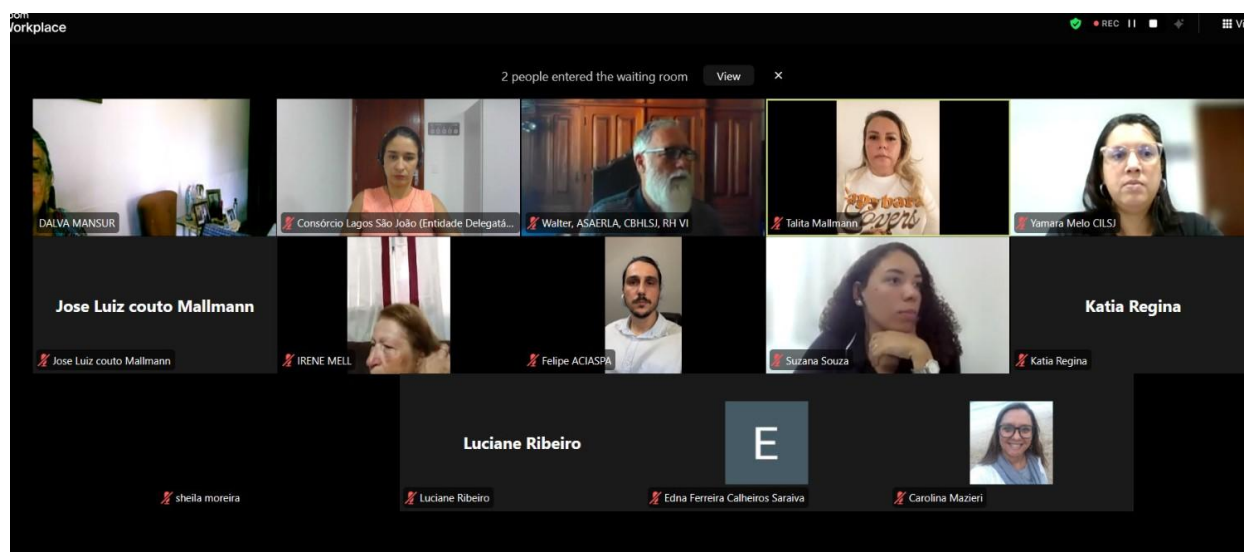 Workplace
REC
2 people entered the waiting room View
DALVA MANSUR
Consórcio Lagos São João (Entidade Delegatá...
Walter, ASAERLA, CBHLSJ, RH VI
Talita Mallmann
Yamara Melo CILSJ
Jose Luiz couto Mallmann
Jose Luiz couto Mallmann
IRENE MELL
Felipe ACIASPA
Suzana Souza
Katia Regina
Katia Regina
sheila moreira
Luciane Ribeiro
Luciane Ribeiro
E
Edna Ferreira Calheiros Saraiva
Carolina Mazieri